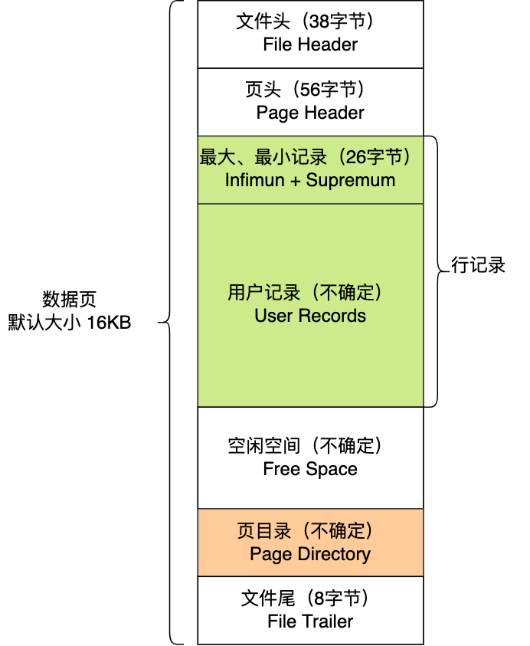 文件头（38字节）
File Header
页头（56字节）
Page Header
最大、最小记录（26字节）
Infimun + Supremum
行记录
用户记录（不确定）
User Records
数据页
默认大小 16KB
空闲空间（不确定）
Free Space
页目录（不确定）
Page Directory
文件尾（8字节）
File Trailer